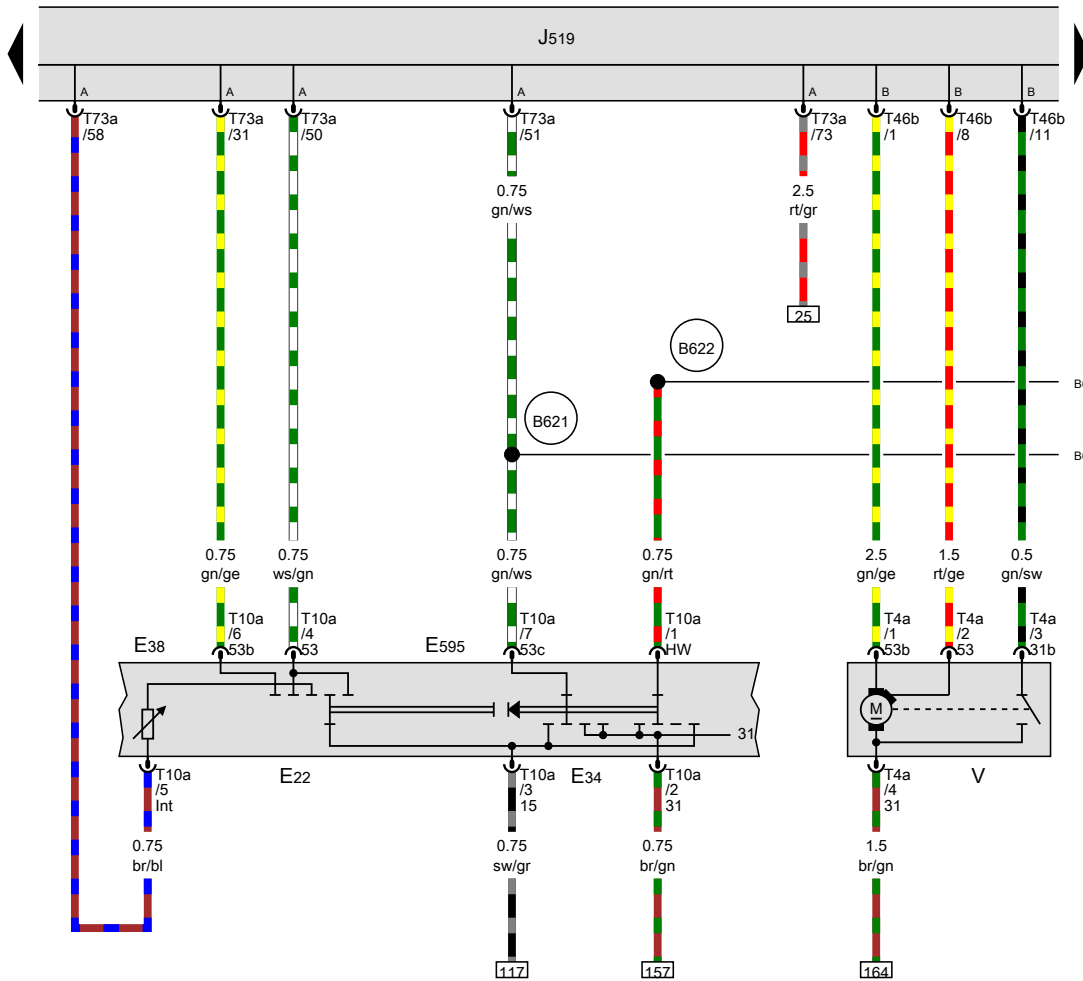 J519
A A A A A B B B
T73a T73a T73a T73a T73a T46b T46b T46b
/58 /31 /50 /51 /73 /1 /8 /11
0.75 2.5
gn/ws rt/gr
25
B622
B621
0.75 0.75 0.75 0.75 2.5 1.5 0.5
gn/ge ws/gn gn/ws gn/rt gn/ge rt/ge gn/sw
T10a T10a T10a T10a T4a T4a T4a
/6 /4 /7 /1 /1 /2 /3
E38 53b 53 E595 53c HW 53b 53 31b
M
31
T10a T10a T10a T4a
E22 /5 /3 E34 /2 /4 V
Int 15 31 31
0.75 0.75 0.75 1.5
br/bl sw/gr br/gn br/gn
117 157 164